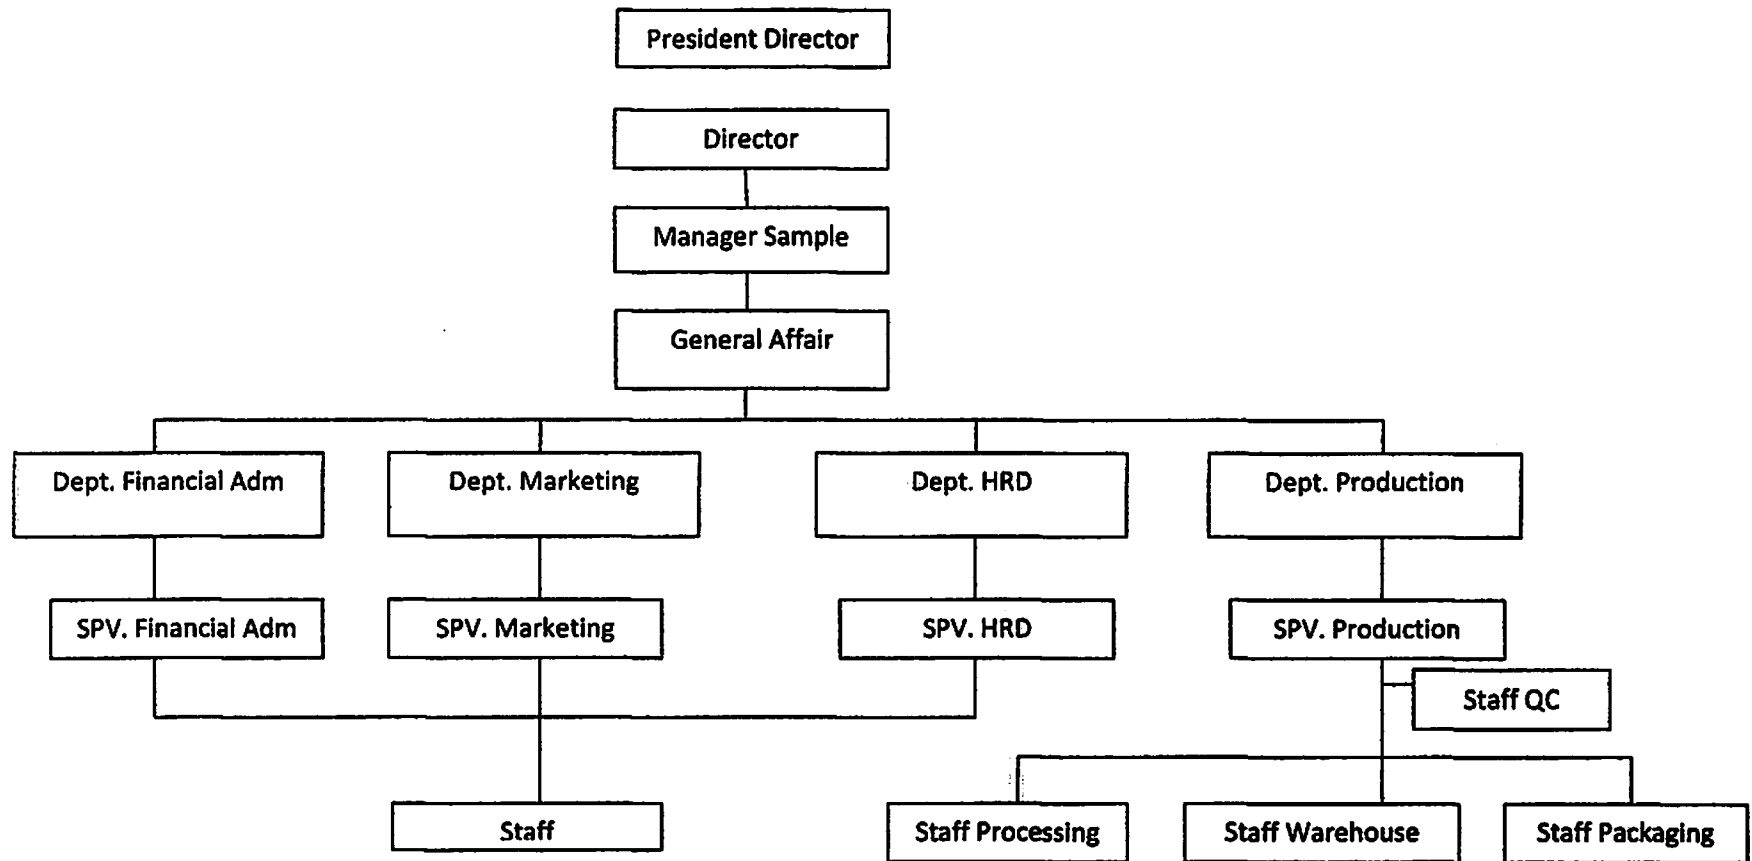 President Director
Director
Manager Sample
General Affair
Dept. Financial Adm
Dept. Marketing
Dept. HRD
Dept. Production
SPV. Financial Adm
SPV. Marketing
SPV. HRD
SPV. Production
Staff QC
Staff
Staff Processing
Staff Warehouse
Staff Packaging